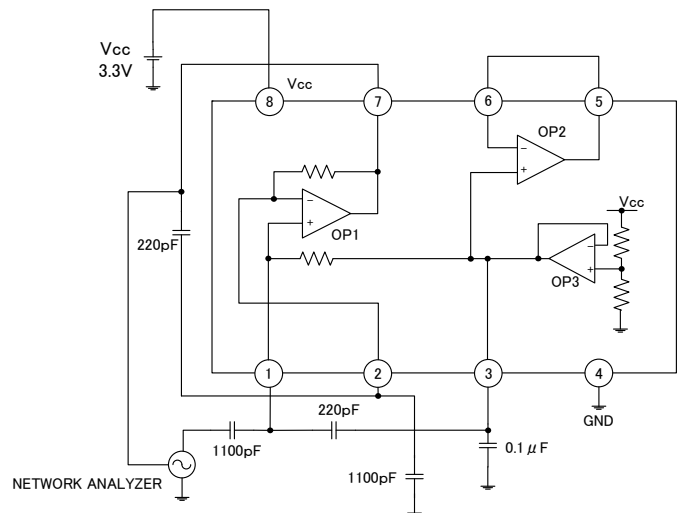 Vcc
3.3V
Vcc
8
7
6
5
OP2
−
+
Vcc
−
+
OP1
220pF
−
+
OP3
1
2
3
4
220pF
GND
1100pF
0.1μF
1100pF
NETWORK ANALYZER